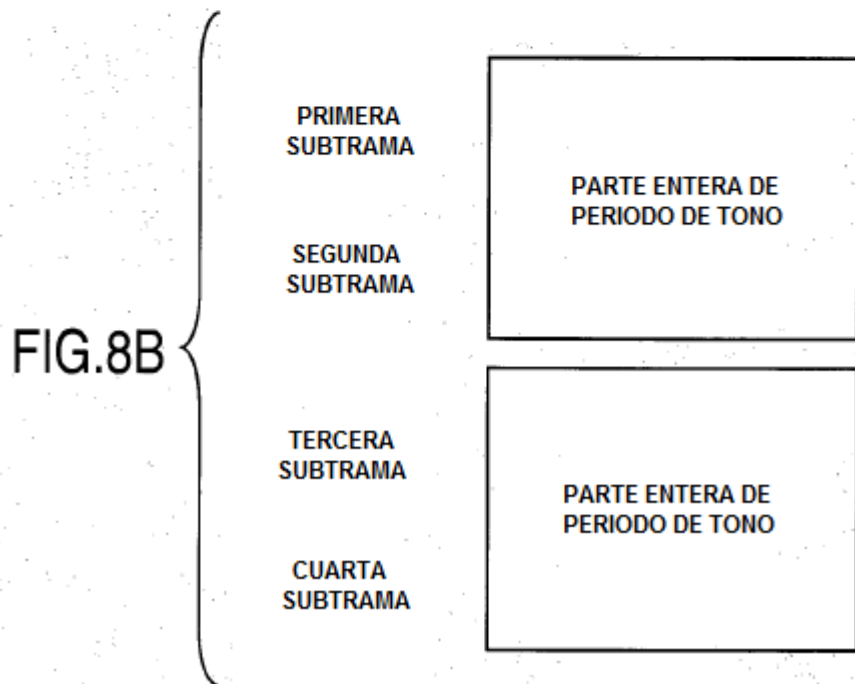 PRIMERA
SUBTRAMA
PARTE ENTERA DE
PERIODO DE TONO
SEGUNDA
SUBTRAMA
FIG.8B
TERCERA
SUBTRAMA
PARTE ENTERA DE
PERIODO DE TONO
CUARTA
SUBTRAMA